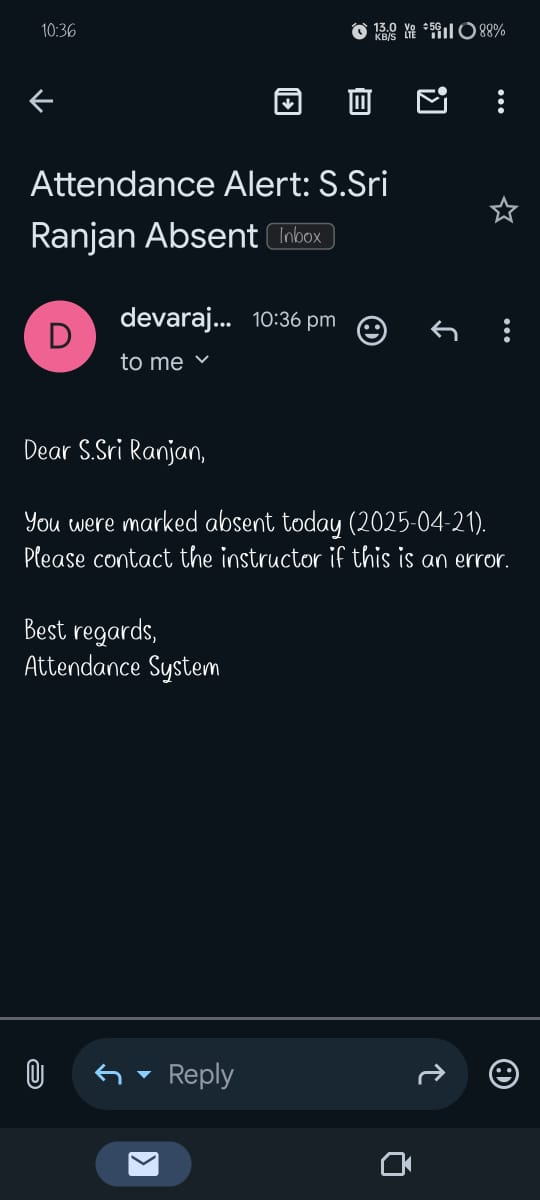 10:36 13.0 KB/S Vo LTE 5G 88%
Attendance Alert: S.Sri
Ranjan Absent Inbox
D
devaraj... 10:36 pm
to me
Dear S.Sri Ranjan,
You were marked absent today (2025-04-21).
Please contact the instructor if this is an error.
Best regards,
Attendance System
Reply